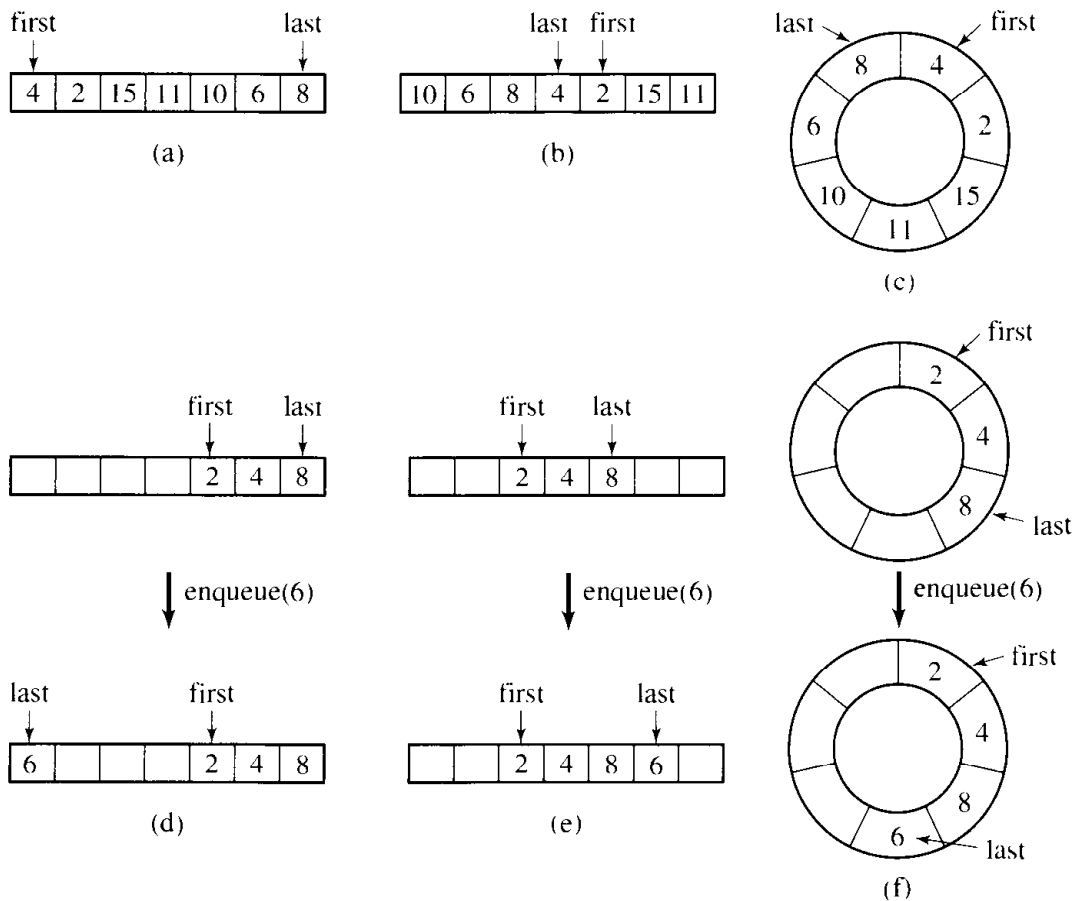 first last
4 2 15 11 10 6 8
(a)
last first
10 6 8 4 2 15 11
(b)
last first
8 4
6 2
10 15
11
(c)
first last
2 4 8
enqueue(6)
last first
6 2 4 8
(d)
first last
2 4 8
enqueue(6)
first last
2 4 8 6
(e)
first
2
4
8
last
enqueue(6)
first
2
4
8
6
last
(f)